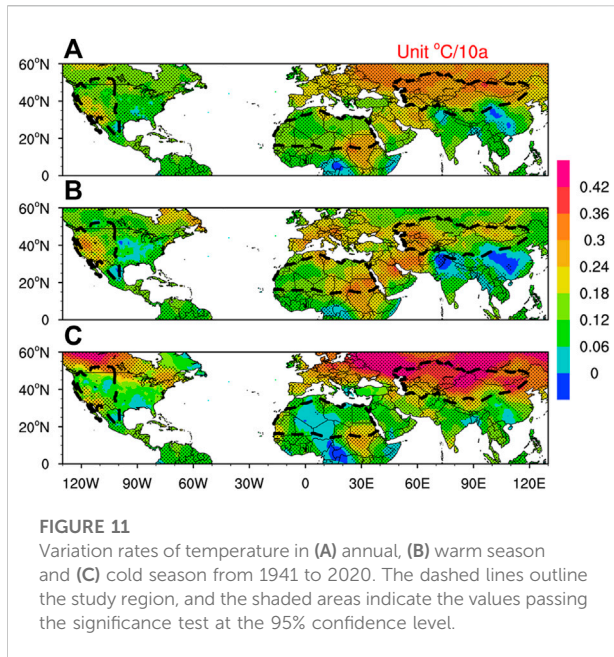 A
Unit °C/10a
60°N
40°N
20°N
0
B
60°N
40°N
20°N
0
C
60°N
40°N
20°N
0
120W 90W 60W 30W 0 30E 60E 90E 120E
0.42
0.36
0.3
0.24
0.18
0.12
0.06
0
FIGURE 11
Variation rates of temperature in (A) annual, (B) warm season
and (C) cold season from 1941 to 2020. The dashed lines outline
the study region, and the shaded areas indicate the values passing
the significance test at the 95% confidence level.